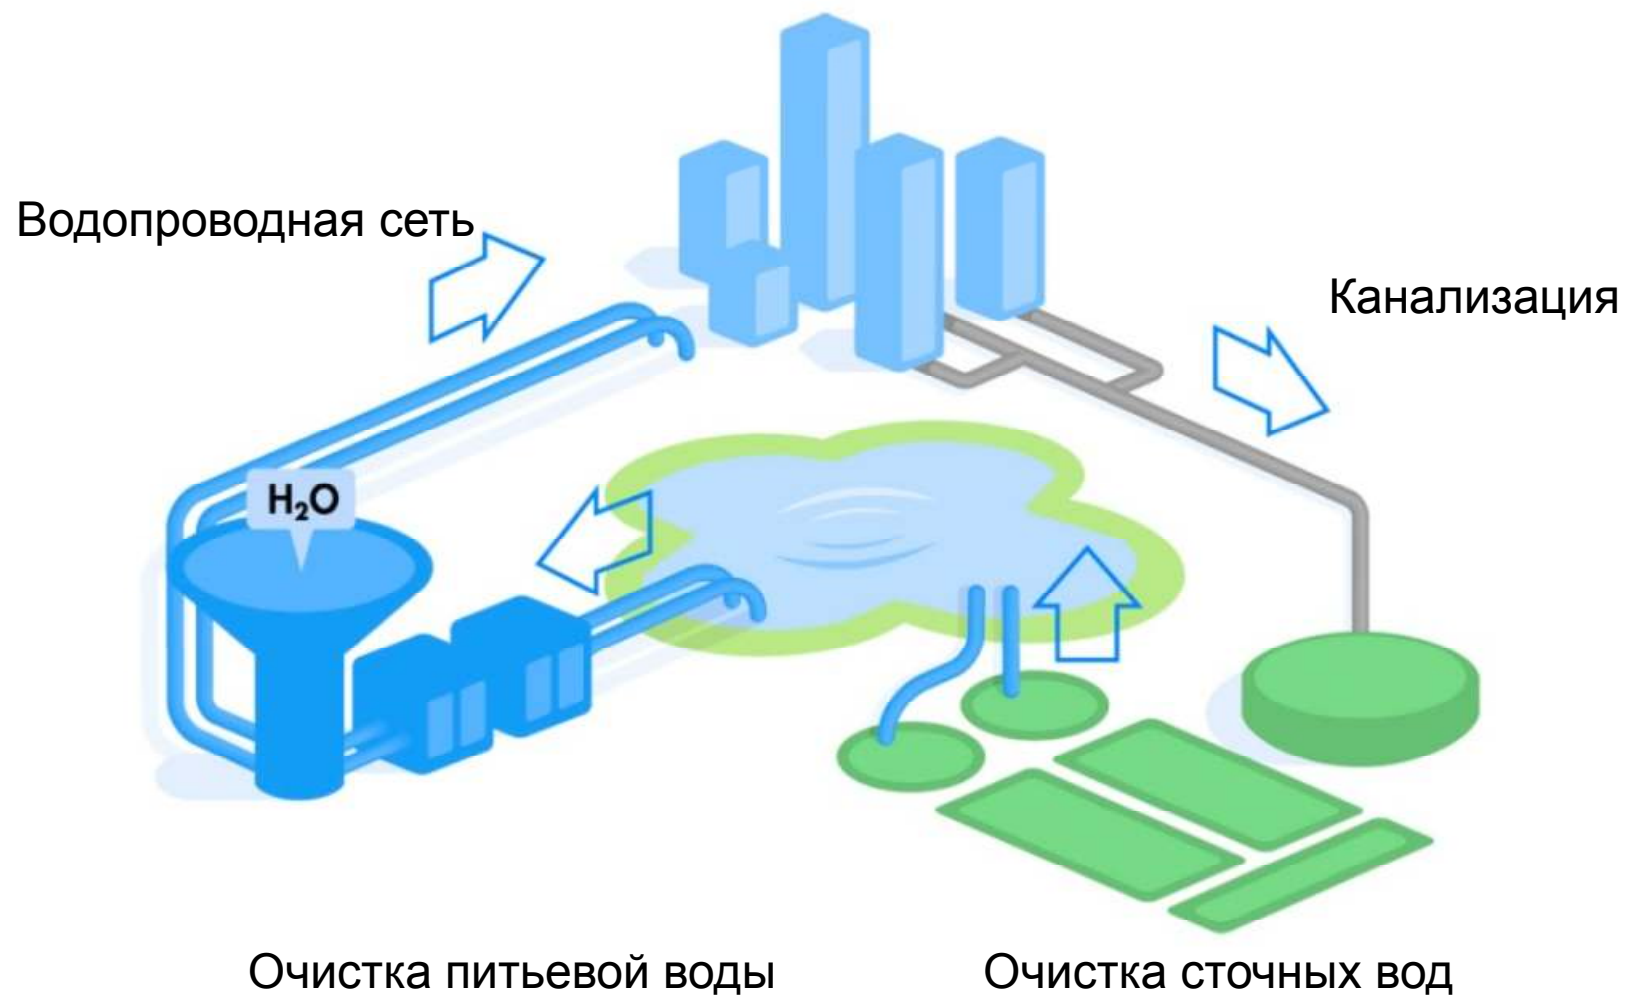 Водопроводная сеть
Канализация
H₂O
Очистка питьевой воды
Очистка сточных вод